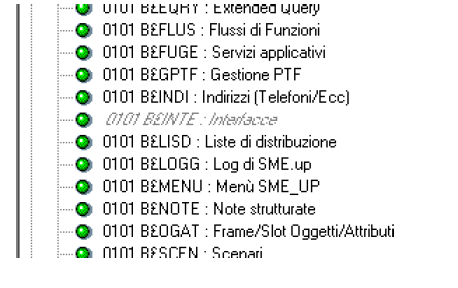 0101 B£EQRY : Extended Query
0101 B£FLUS : Flussi di Funzioni
0101 B£FUGE : Servizi applicativi
0101 B£GPTF : Gestione PTF
0101 B£INDI : Indirizzi (Telefoni/Ecc)
0101 B£INTE : Interfacce
0101 B£LISD : Liste di distribuzione
0101 B£LOGG : Log di SME.up
0101 B£MENU : Menù SME_UP
0101 B£NOTE : Note strutturate
0101 B£OGAT : Frame/Slot Oggetti/Attributi
0101 B£SCEN : Scenari